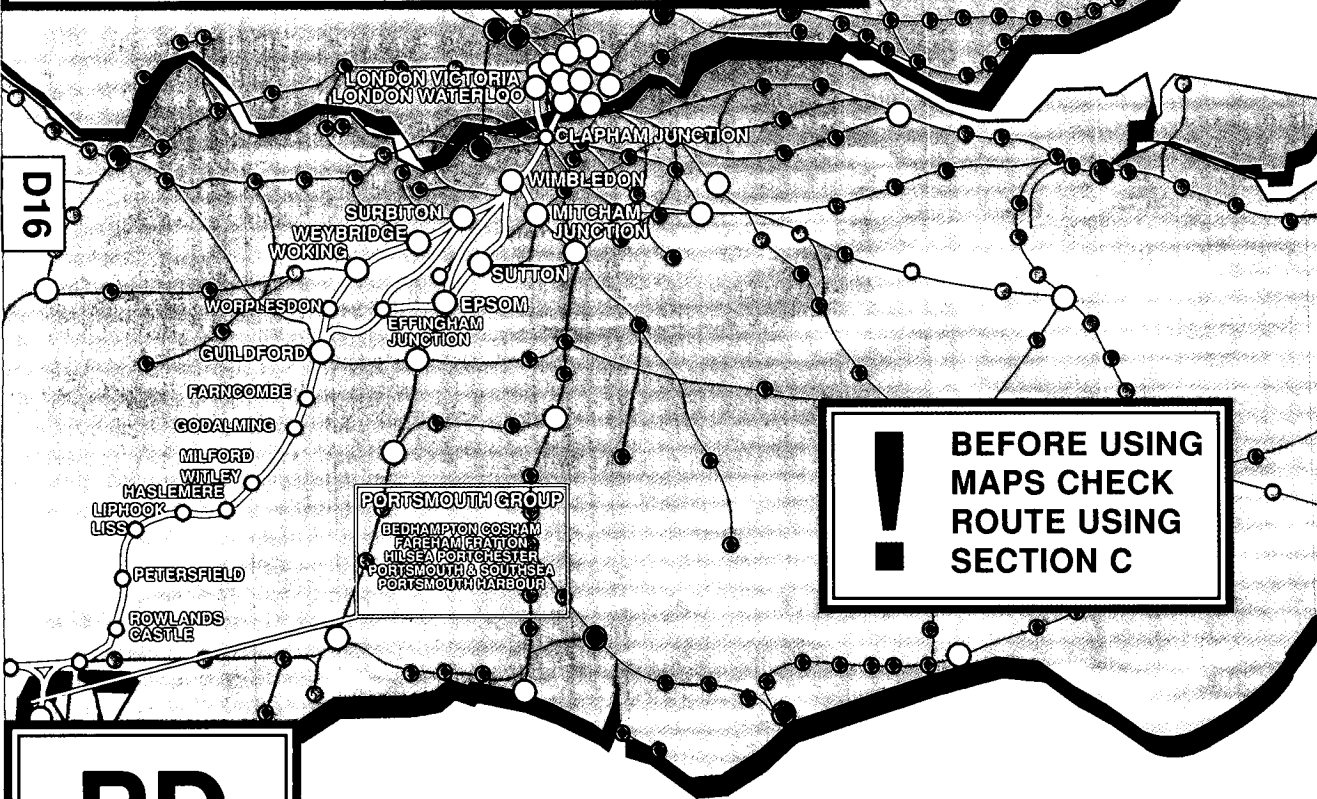 LONDON VICTORIA
LONDON WATERLOO
CLAPHAM JUNCTION
D16
WIMBLEDON
SURBITON
MITCHAM
JUNCTION
WEYBRIDGE
WOKING
SUTTON
WORPLESDON
EPSOM
EFFINGHAM
JUNCTION
GUILDFORD
FARNCOMBE
GODALMING
MILFORD
WITLEY
HASLEMERE
LIPHOOK
LISS
PETERSFIELD
ROWLANDS
CASTLE
PORTSMOUTH GROUP
BEDHAMPTON COSHAM
FAREHAM FRATTON
HILSEA PORTCHESTER
PORTSMOUTH & SOUTHSEA
PORTSMOUTH HARBOUR
! BEFORE USING
MAPS CHECK
ROUTE USING
SECTION C
PD